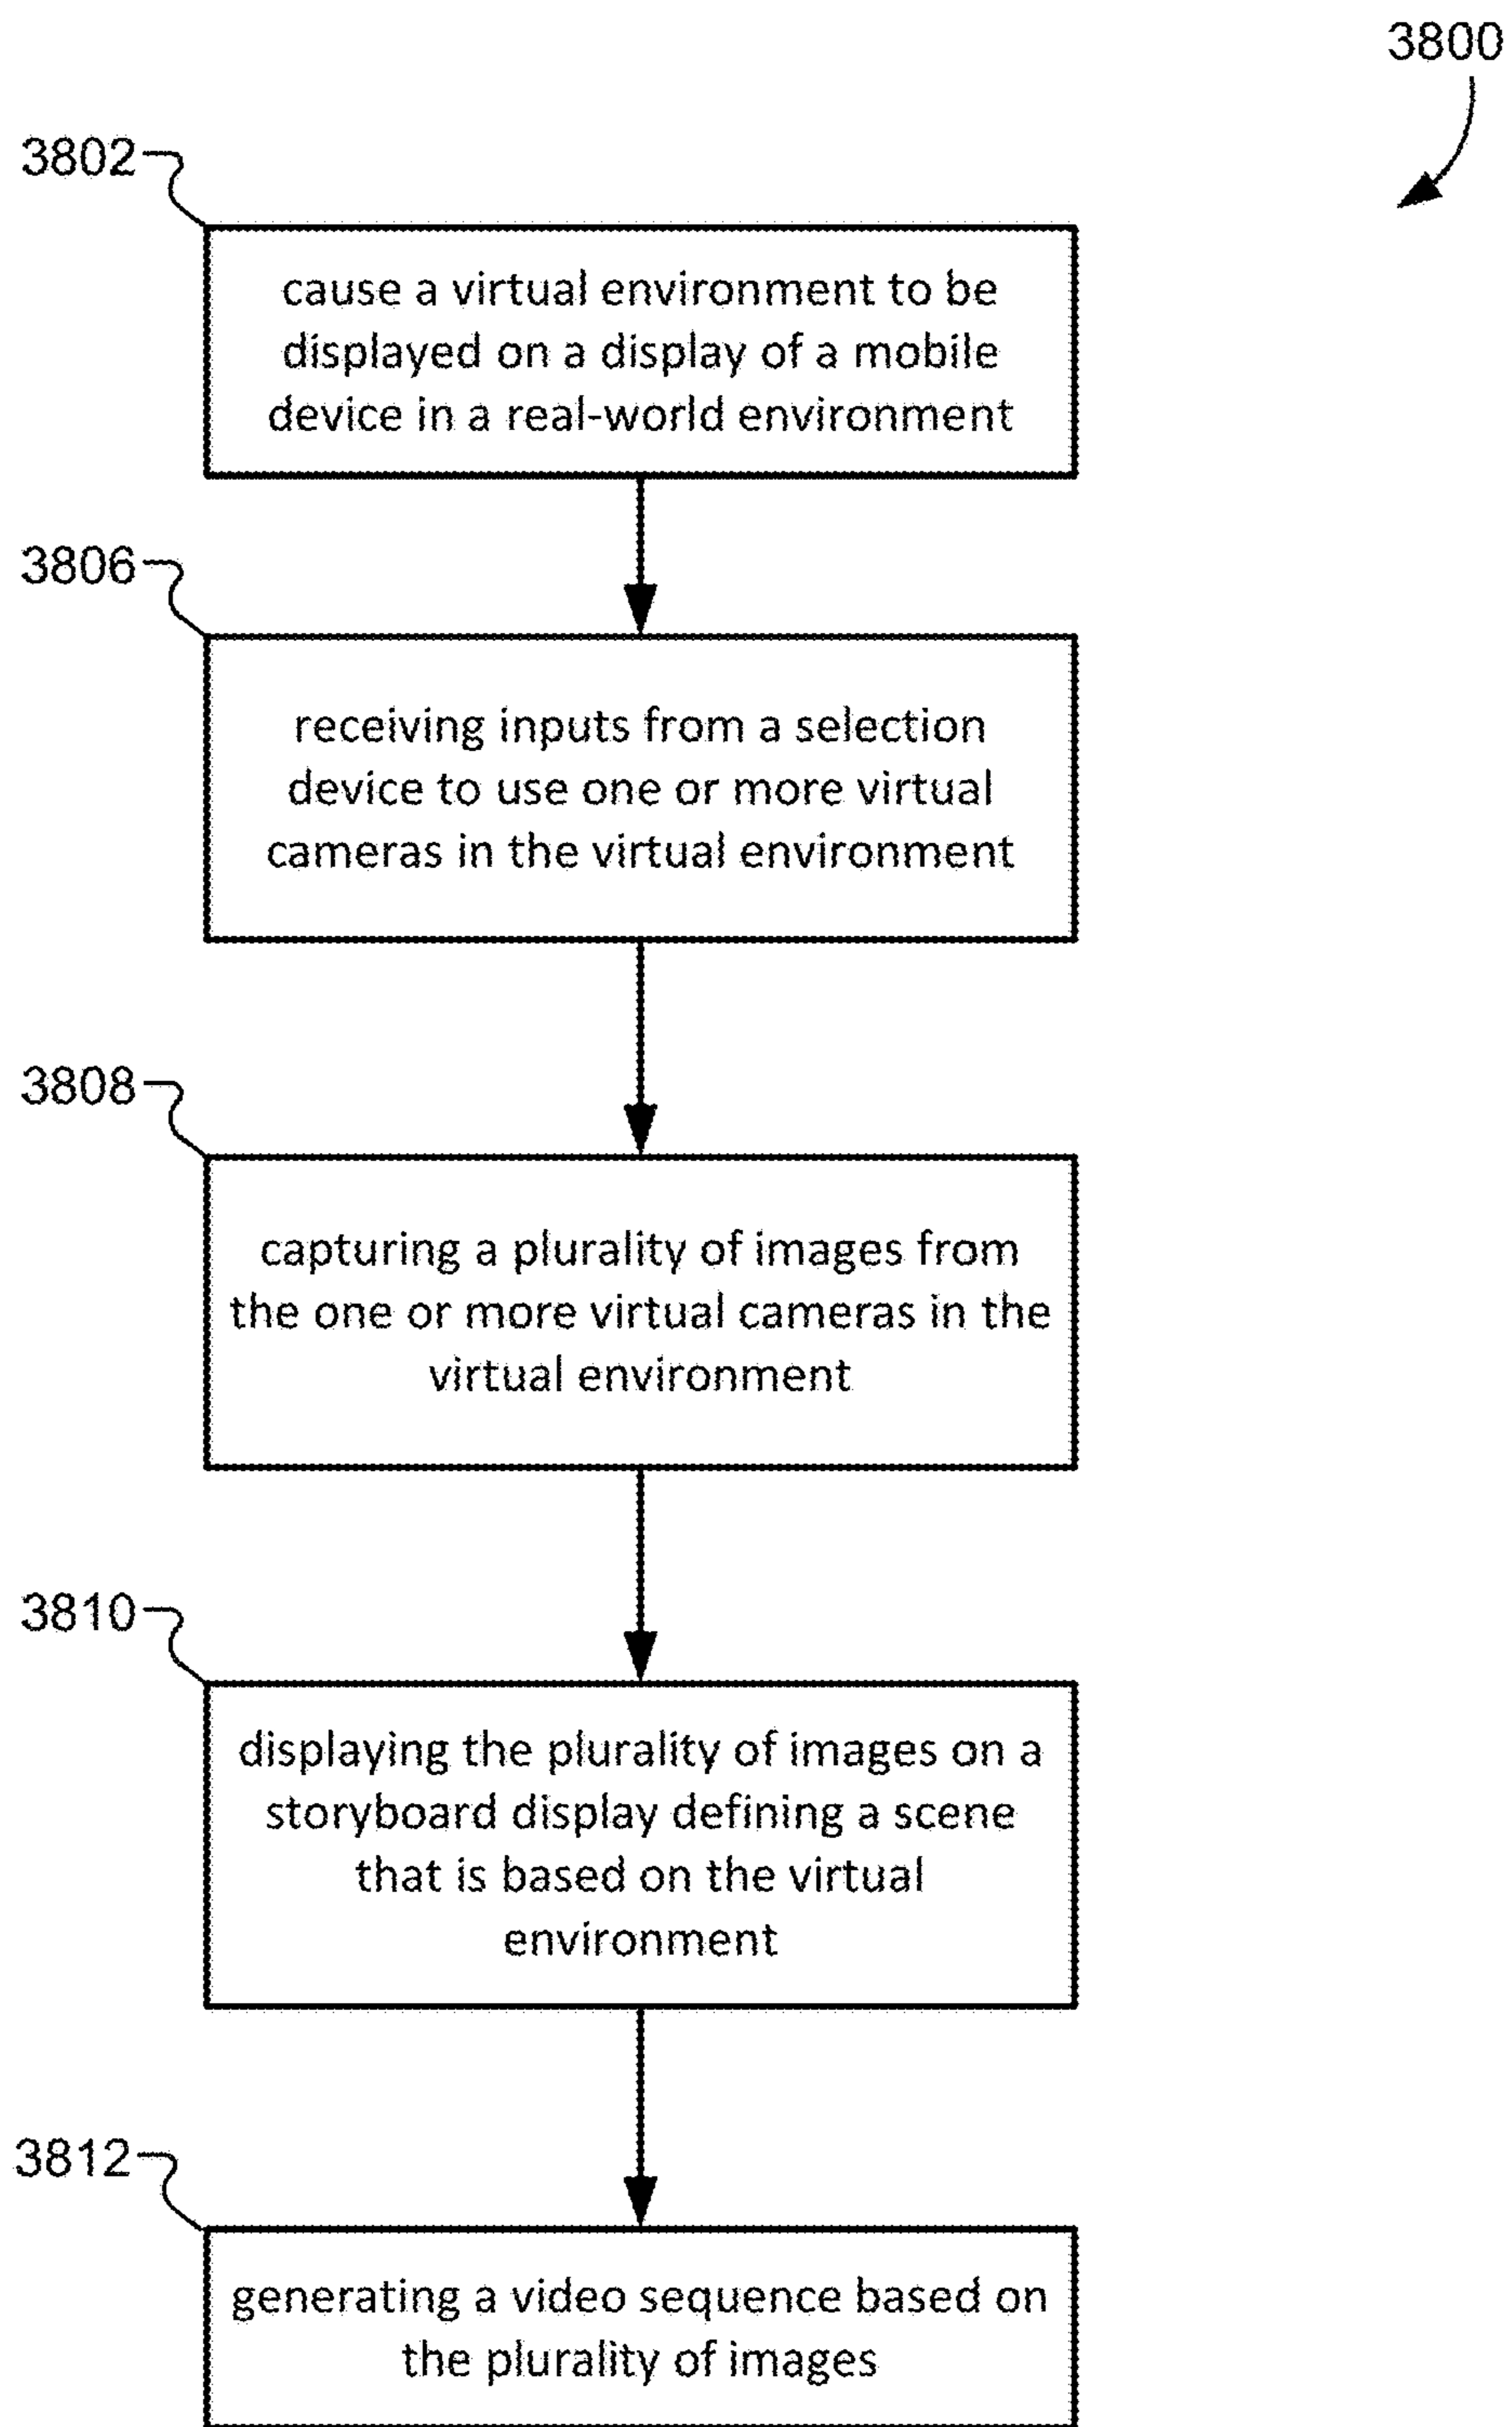 3800
3802
cause a virtual environment to be
displayed on a display of a mobile
device in a real-world environment
3806
receiving inputs from a selection
device to use one or more virtual
cameras in the virtual environment
3808
capturing a plurality of images from
the one or more virtual cameras in the
virtual environment
3810
displaying the plurality of images on a
storyboard display defining a scene
that is based on the virtual
environment
3812
generating a video sequence based on
the plurality of images